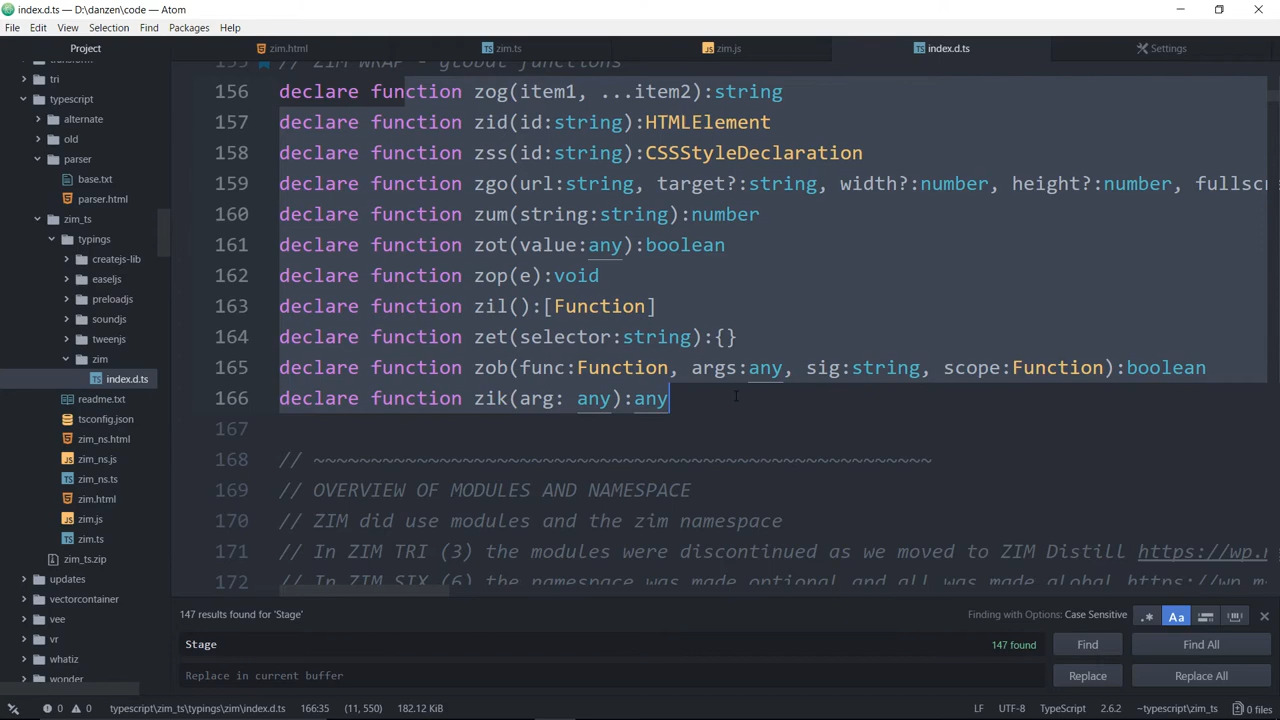 index.d.ts — ~\danzen\code — Atom
File Edit View Selection Find Packages Help
Project
zim.html
zim.ts
zim.js
index.d.ts
Settings
tri
typescript
alternate
old
parser
base.txt
parser.html
zim_ts
typings
createjs-lib
easeljs
preloadjs
soundjs
tweenjs
zim
index.d.ts
readme.txt
tsconfig.json
zim_ns.html
zim_ns.js
zim_ns.ts
zim.html
zim.js
zim.ts
zim_ts.zip
updates
vectorcontainer
vee
vr
whatiz
wonder
155 // ZIM WRAP - global functions
156 declare function zog(item1, ...item2):string
157 declare function zid(id:string):HTMLElement
158 declare function zss(id:string):CSSStyleDeclaration
159 declare function zgo(url:string, target?:string, width?:number, height?:number, fullscr
160 declare function zum(string:string):number
161 declare function zot(value:any):boolean
162 declare function zop(e):void
163 declare function zil():[Function]
164 declare function zet(selector:string):{}
165 declare function zob(func:Function, args:any, sig:string, scope:Function):boolean
166 declare function zik(arg: any):any
167
168 // ~~~~~~~~~~~~~~~~~~~~~~~~~~~~~~~~~~~~~~~~~~~~~~~~~~~~~~
169 // OVERVIEW OF MODULES AND NAMESPACE
170 // ZIM did use modules and the zim namespace
171 // In ZIM TRI (3) the modules were discontinued as we moved to ZIM Distill https://wp.m
172 // In ZIM SIX (6) the namespace was made optional and all was made global https://wp.m
147 results found for 'Stage'
Finding with Options: Case Sensitive
.* Aa
Stage
147 found
Find
Find All
Replace in current buffer
Replace
Replace All
0 0 typescript\zim_ts\typings\zim\index.d.ts 166:35 (11, 550) 182.12 KiB
LF UTF-8 TypeScript 2.6.2 ~typescript\zim_ts 0 files